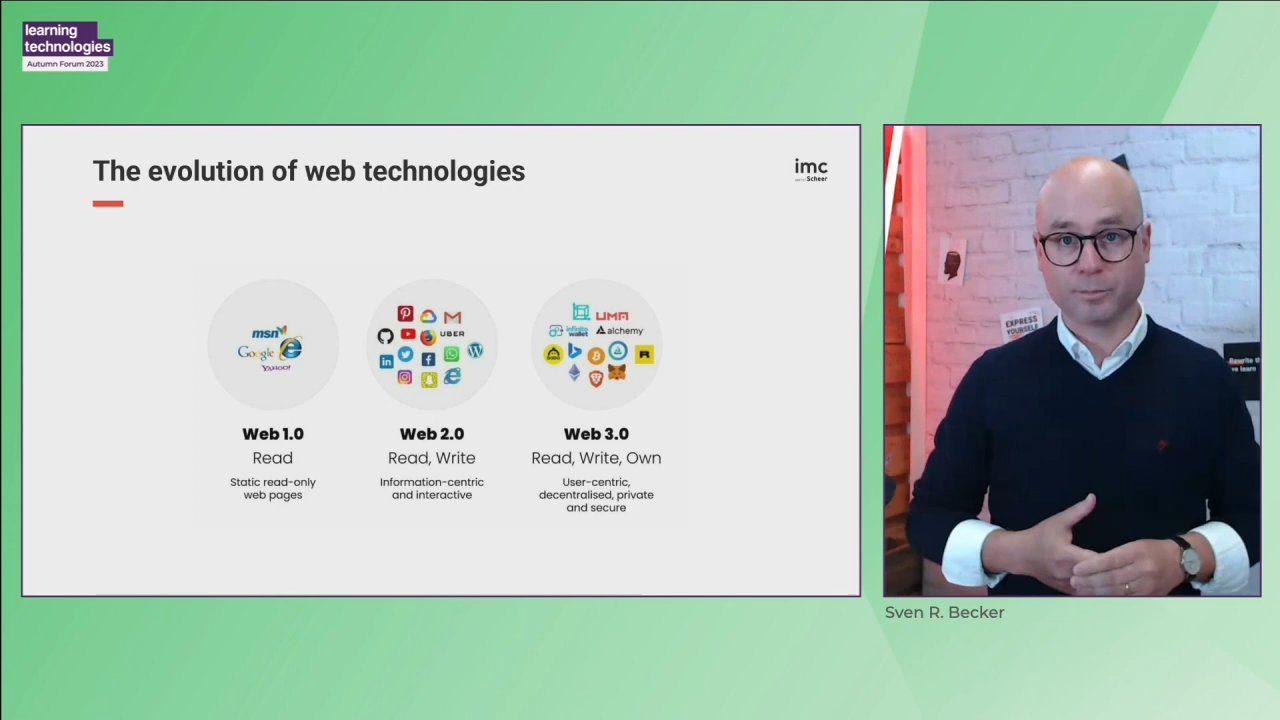 learning
technologies
Autumn Forum 2023
The evolution of web technologies
imc
Scheer
msn
Google
YAHOO!
UBER
UMA
infinity
wallet
alchemy
Web 1.0
Read
Static read-only
web pages
Web 2.0
Read, Write
Information-centric
and interactive
Web 3.0
Read, Write, Own
User-centric,
decentralised, private
and secure
EXPRESS
YOURSELF
Sven R. Becker